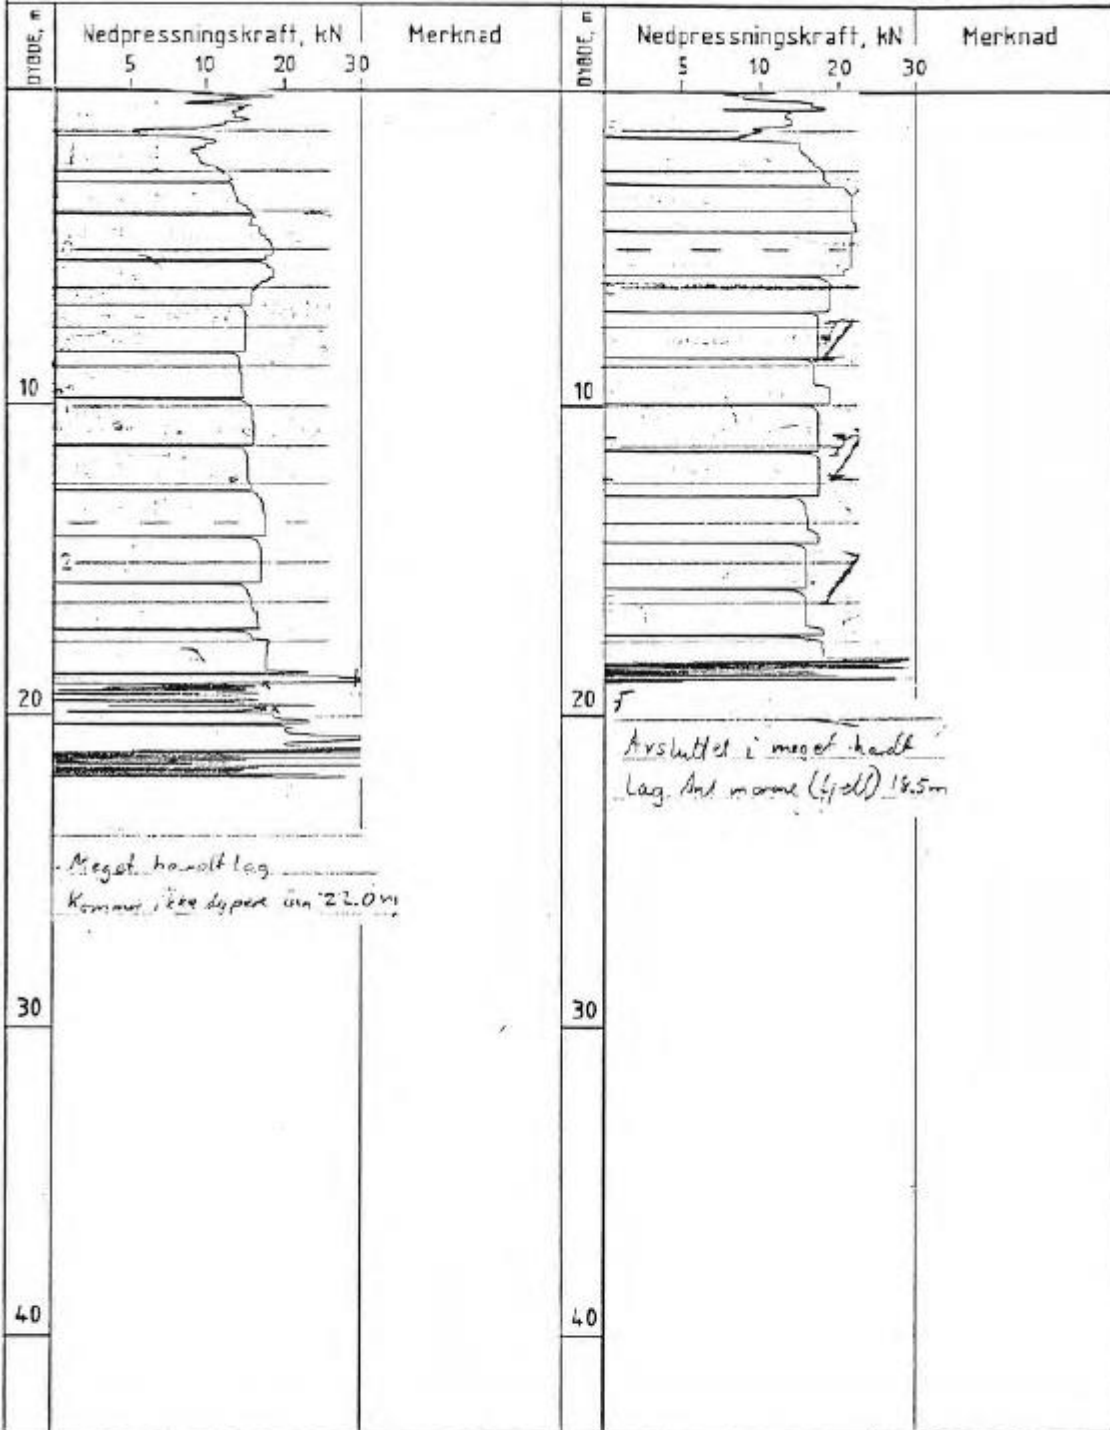 DYBDE, m
Nedpressningskraft, kN
Merknad
5 10 20 30
10
20
Meget hardt lag
Kommer ikke dypere enn 22.0 m
30
40
DYBDE, m
Nedpressningskraft, kN
Merknad
5 10 20 30
10
20
Avsluttet i meget hardt
Lag. Ant morene (fjell) 18.5m
30
40